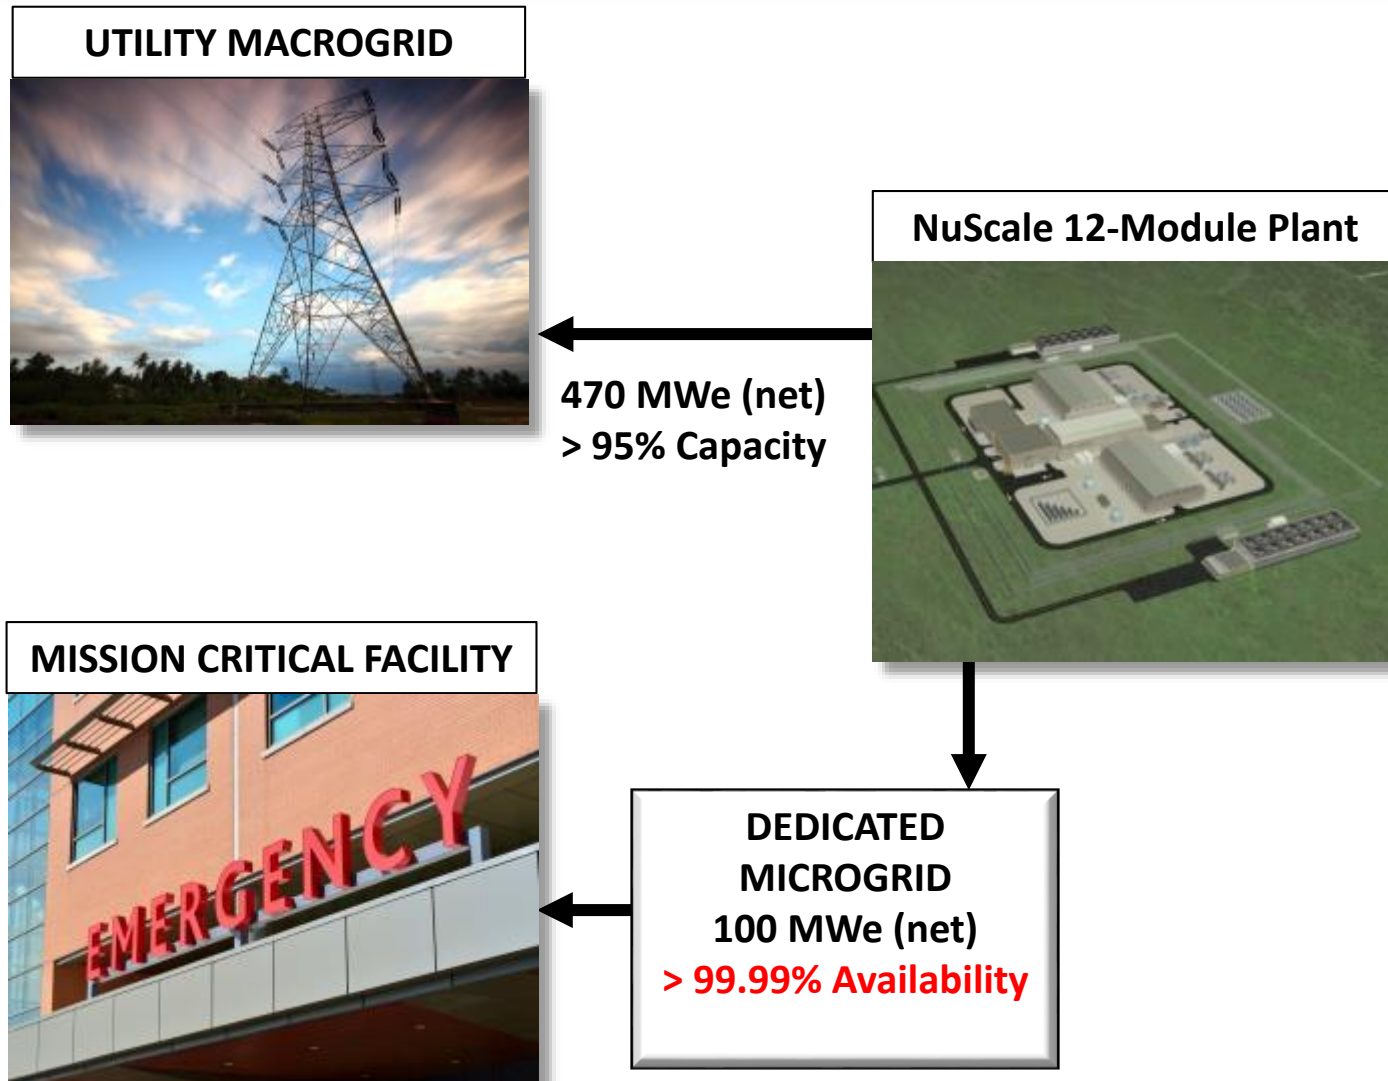 UTILITY MACROGRID
NuScale 12-Module Plant
470 MWe (net)
> 95% Capacity
MISSION CRITICAL FACILITY
EMERGENCY
DEDICATED
MICROGRID
100 MWe (net)
> 99.99% Availability